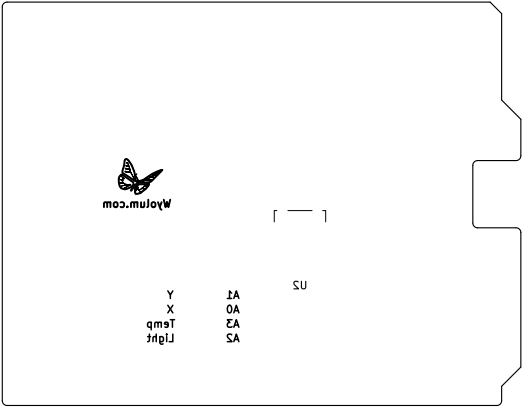 Wyolum.com
U2
A1 Y
A0 X
A3 Temp
A2 Light